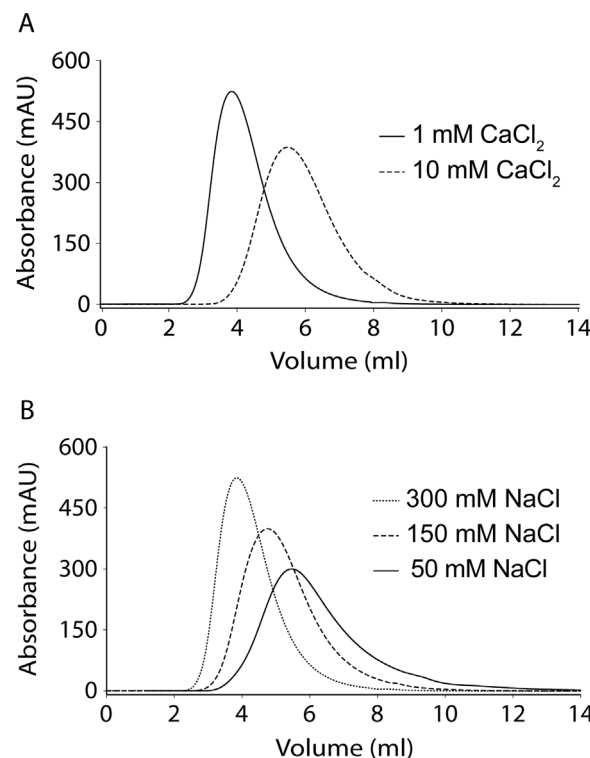 A
600
450
300
150
0
Absorbance (mAU)
1 mM CaCl₂
10 mM CaCl₂
0 2 4 6 8 10 12 14
Volume (ml)
B
600
450
300
150
0
Absorbance (mAU)
300 mM NaCl
150 mM NaCl
50 mM NaCl
0 2 4 6 8 10 12 14
Volume (ml)